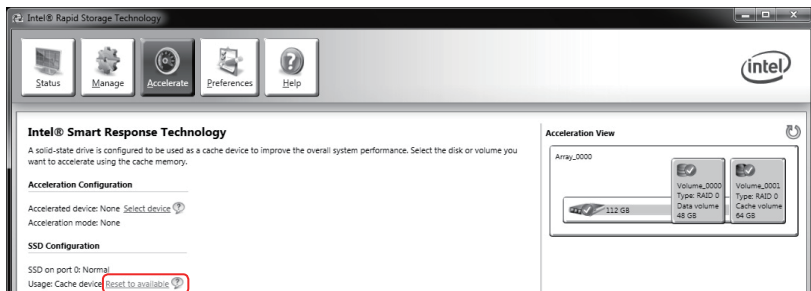 Intel® Rapid Storage Technology
Status
Manage
Accelerate
Preferences
Help
intel
Intel® Smart Response Technology
A solid-state drive is configured to be used as a cache device to improve the overall system performance. Select the disk or volume you
want to accelerate using the cache memory.
Acceleration Configuration
Accelerated device: None Select device ?
Acceleration mode: None
SSD Configuration
SSD on port 0: Normal
Usage: Cache device Reset to available ?
Acceleration View
Array_0000
112 GB
Volume_0000
Type: RAID 0
Data volume
48 GB
Volume_0001
Type: RAID 0
Cache volume
64 GB